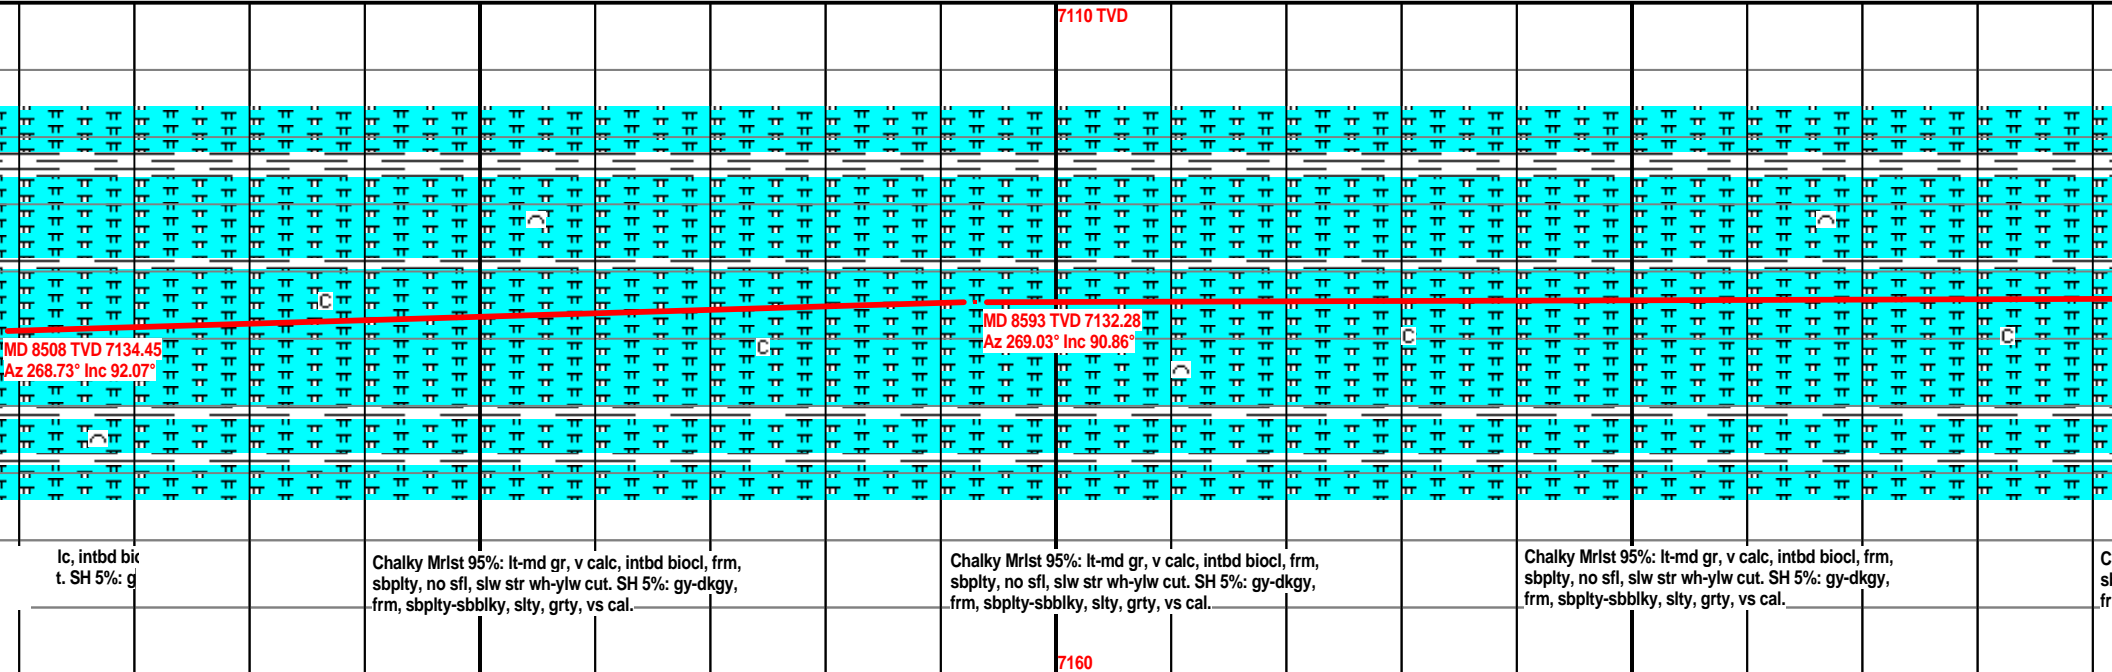 7110 TVD
C
C
C
C
MD 8593 TVD 7132.28
Az 269.03° Inc 90.86°
MD 8508 TVD 7134.45
Az 268.73° Inc 92.07°
lc, intbd bio
t. SH 5%: g
Chalky Mrlst 95%: lt-md gr, v calc, intbd biocl, frm,
sbplty, no sfl, slw str wh-ylw cut. SH 5%: gy-dkgy,
frm, sbplty-sbblky, slty, grty, vs cal.
Chalky Mrlst 95%: lt-md gr, v calc, intbd biocl, frm,
sbplty, no sfl, slw str wh-ylw cut. SH 5%: gy-dkgy,
frm, sbplty-sbblky, slty, grty, vs cal.
Chalky Mrlst 95%: lt-md gr, v calc, intbd biocl, frm,
sbplty, no sfl, slw str wh-ylw cut. SH 5%: gy-dkgy,
frm, sbplty-sbblky, slty, grty, vs cal.
C
sl
fr
7160